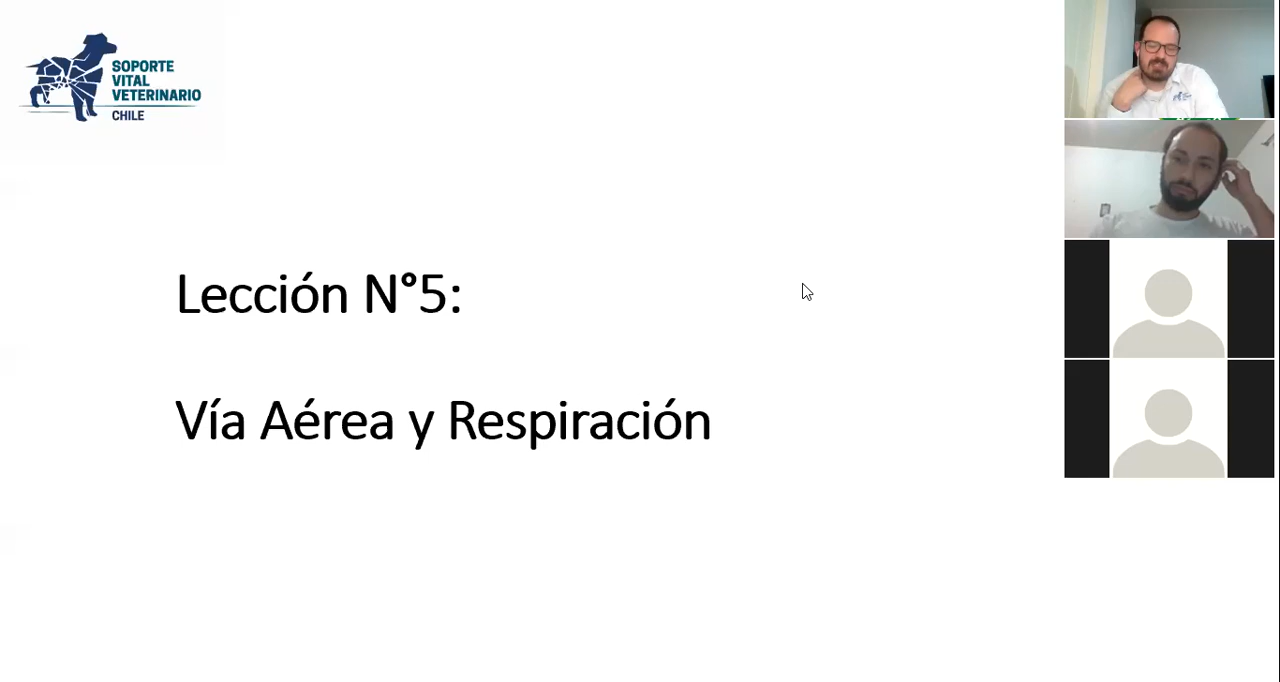 SOPORTE
VITAL
VETERINARIO
CHILE
Lección N°5:
Vía Aérea y Respiración